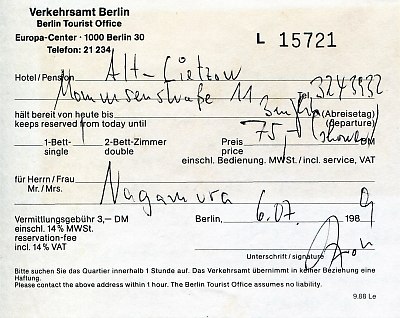 Verkehrsamt Berlin
Berlin Tourist Office
Europa-Center · 1000 Berlin 30
Telefon: 21 234
L 15721
Hotel/Pension Alt-Lietzow
Mommsenstraße 11 Tel. 3243932
hält bereit von heute bis (Abreisetag)
keeps reserved from today until (departure)
75,- DM
1-Bett- 2-Bett-Zimmer Preis
single double price
einschl. Bedienung. MWSt./incl. service, VAT
für Herrn/Frau
Mr./Mrs. Nagamura
Vermittlungsgebühr 3,— DM Berlin, 6.07. 1989
einschl. 14% MWSt.
reservation-fee
incl. 14% VAT
Unterschrift/signature
Bitte suchen Sie das Quartier innerhalb 1 Stunde auf. Das Verkehrsamt übernimmt in keiner Beziehung eine
Haftung.
Please contact the above address within 1 hour. The Berlin Tourist Office assumes no liability.
9.88 Le